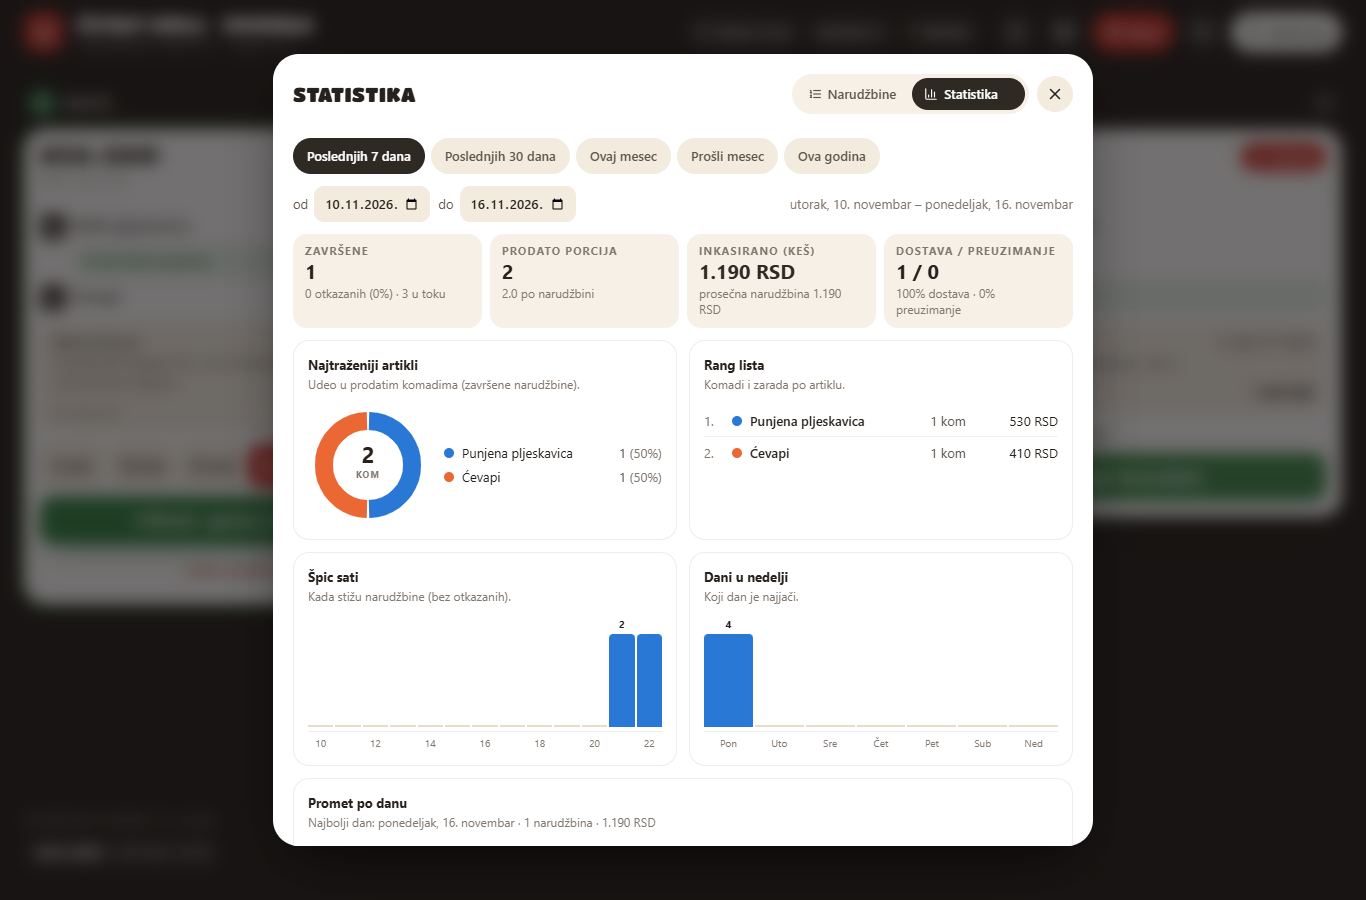 STATISTIKA
Narudžbine
Statistika
Poslednjih 7 dana
Poslednjih 30 dana
Ovaj mesec
Prošli mesec
Ova godina
od 10.11.2026. do 16.11.2026.
utorak, 10. novembar – ponedeljak, 16. novembar
ZAVRŠENE
1
0 otkazanih (0%) · 3 u toku
PRODATO PORCIJA
2
2.0 po narudžbini
INKASIRANO (KEŠ)
1.190 RSD
prosečna narudžbina 1.190
RSD
DOSTAVA / PREUZIMANJE
1 / 0
100% dostava · 0%
preuzimanje
Najtraženiji artikli
Udeo u prodatim komadima (završene narudžbine).
2
KOM
Punjena pljeskavica 1 (50%)
Ćevapi 1 (50%)
Rang lista
Komadi i zarada po artiklu.
1. Punjena pljeskavica 1 kom 530 RSD
2. Ćevapi 1 kom 410 RSD
Špic sati
Kada stižu narudžbine (bez otkazanih).
2
10 12 14 16 18 20 22
Dani u nedelji
Koji dan je najjači.
4
Pon Uto Sre Čet Pet Sub Ned
Promet po danu
Najbolji dan: ponedeljak, 16. novembar · 1 narudžbina · 1.190 RSD